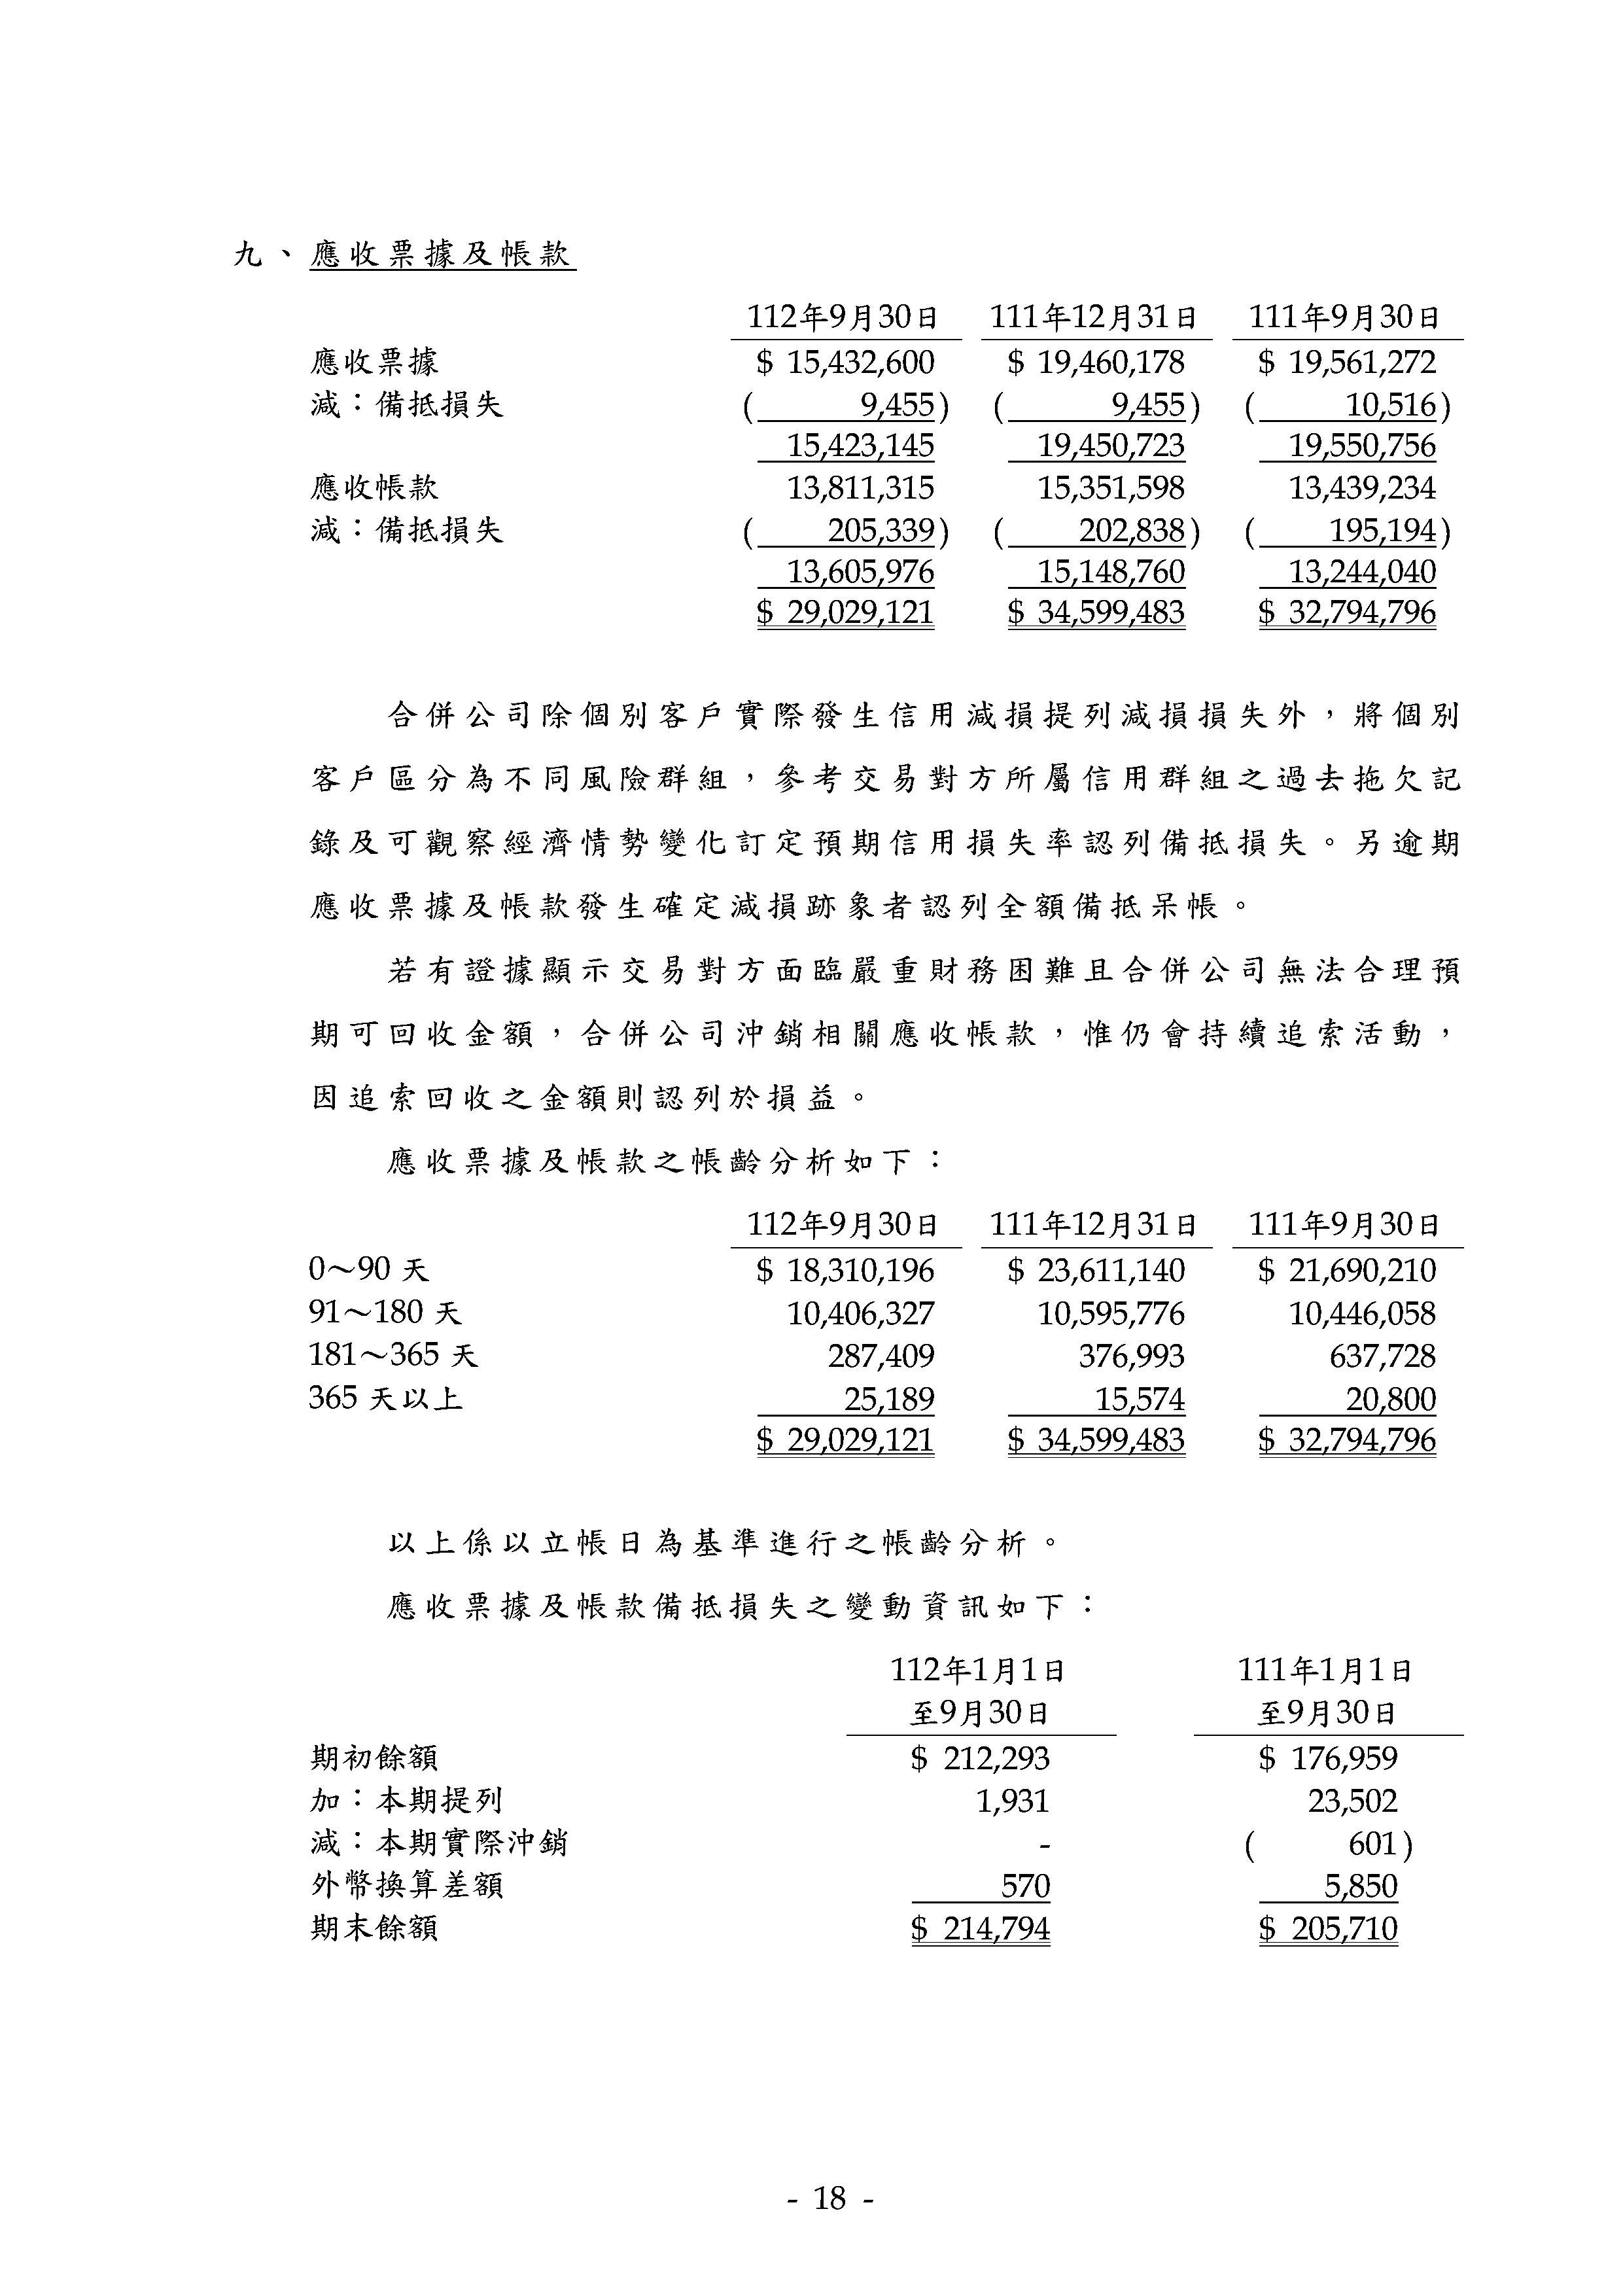 九、應收票據及帳款
112年9月30日 111年12月31日 111年9月30日
應收票據 $ 15,432,600 $ 19,460,178 $ 19,561,272
減：備抵損失 ( 9,455) ( 9,455) ( 10,516)
15,423,145 19,450,723 19,550,756
應收帳款 13,811,315 15,351,598 13,439,234
減：備抵損失 ( 205,339) ( 202,838) ( 195,194)
13,605,976 15,148,760 13,244,040
$ 29,029,121 $ 34,599,483 $ 32,794,796
合併公司除個別客戶實際發生信用減損提列減損損失外，將個別
客戶區分為不同風險群組，參考交易對方所屬信用群組之過去拖欠記
錄及可觀察經濟情勢變化訂定預期信用損失率認列備抵損失。另逾期
應收票據及帳款發生確定減損跡象者認列全額備抵呆帳。
若有證據顯示交易對方面臨嚴重財務困難且合併公司無法合理預
期可回收金額，合併公司沖銷相關應收帳款，惟仍會持續追索活動，
因追索回收之金額則認列於損益。
應收票據及帳款之帳齡分析如下：
112年9月30日 111年12月31日 111年9月30日
0～90 天 $ 18,310,196 $ 23,611,140 $ 21,690,210
91～180 天 10,406,327 10,595,776 10,446,058
181～365 天 287,409 376,993 637,728
365 天以上 25,189 15,574 20,800
$ 29,029,121 $ 34,599,483 $ 32,794,796
以上係以立帳日為基準進行之帳齡分析。
應收票據及帳款備抵損失之變動資訊如下：
112年1月1日 111年1月1日
至9月30日 至9月30日
期初餘額 $ 212,293 $ 176,959
加：本期提列 1,931 23,502
減：本期實際沖銷 - ( 601)
外幣換算差額 570 5,850
期末餘額 $ 214,794 $ 205,710
- 18 -